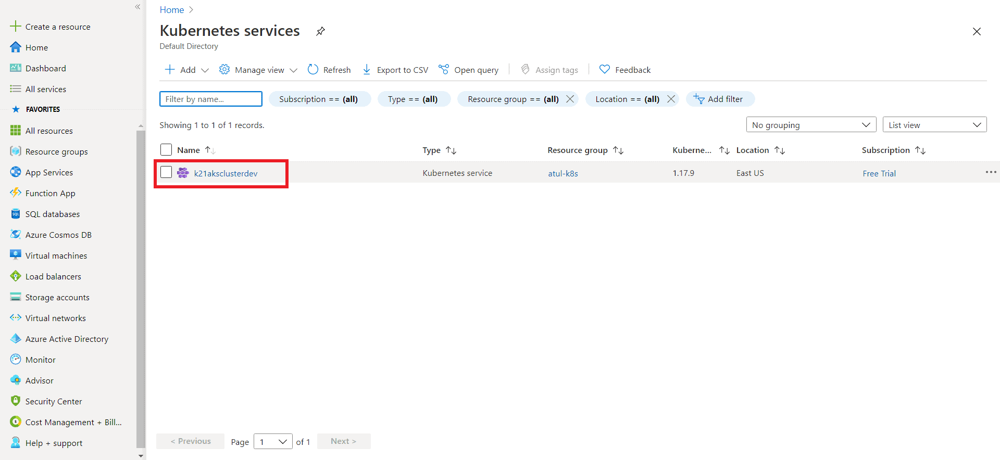 Create a resource
Home
Dashboard
All services
FAVORITES
All resources
Resource groups
App Services
Function App
SQL databases
Azure Cosmos DB
Virtual machines
Load balancers
Storage accounts
Virtual networks
Azure Active Directory
Monitor
Advisor
Security Center
Cost Management + Bill...
Help + support
Home
Kubernetes services
Default Directory
Add Manage view Refresh Export to CSV Open query Assign tags Feedback
Filter by name... Subscription == (all) Type == (all) Resource group == (all) Location == (all) Add filter
Showing 1 to 1 of 1 records. No grouping List view
Name Type Resource group Kuberne... Location Subscription
k21aksclusterdev Kubernetes service atul-k8s 1.17.9 East US Free Trial
< Previous Page 1 of 1 Next >